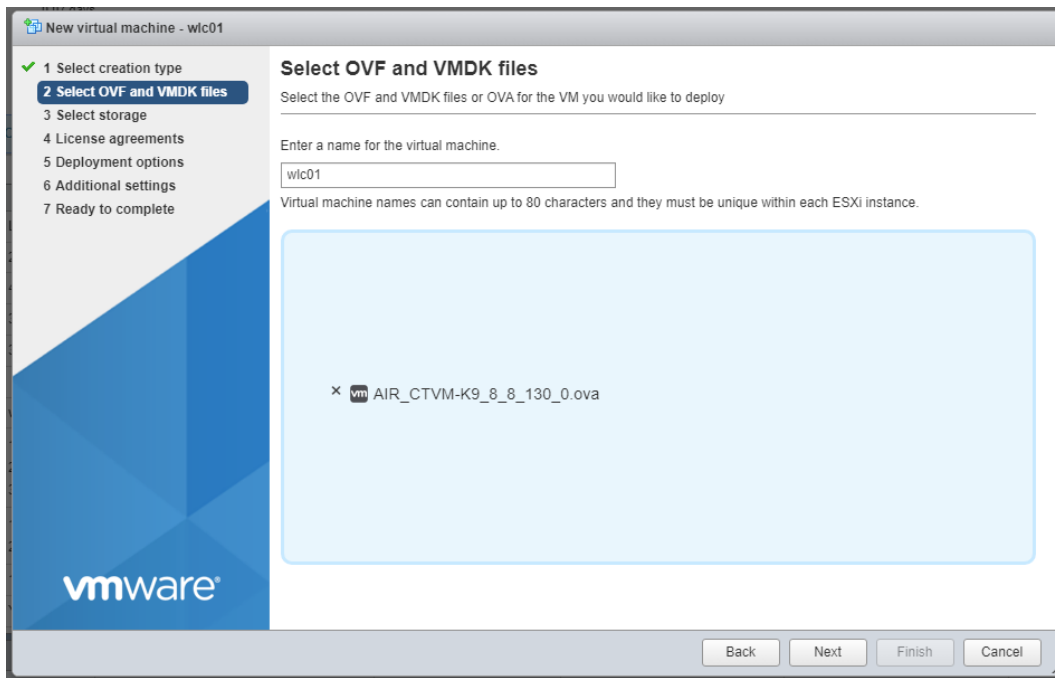 New virtual machine - wlc01
1 Select creation type
2 Select OVF and VMDK files
3 Select storage
4 License agreements
5 Deployment options
6 Additional settings
7 Ready to complete
Select OVF and VMDK files
Select the OVF and VMDK files or OVA for the VM you would like to deploy
Enter a name for the virtual machine.
wlc01
Virtual machine names can contain up to 80 characters and they must be unique within each ESXi instance.
vm AIR_CTVM-K9_8_8_130_0.ova
vmware®
Back Next Finish Cancel